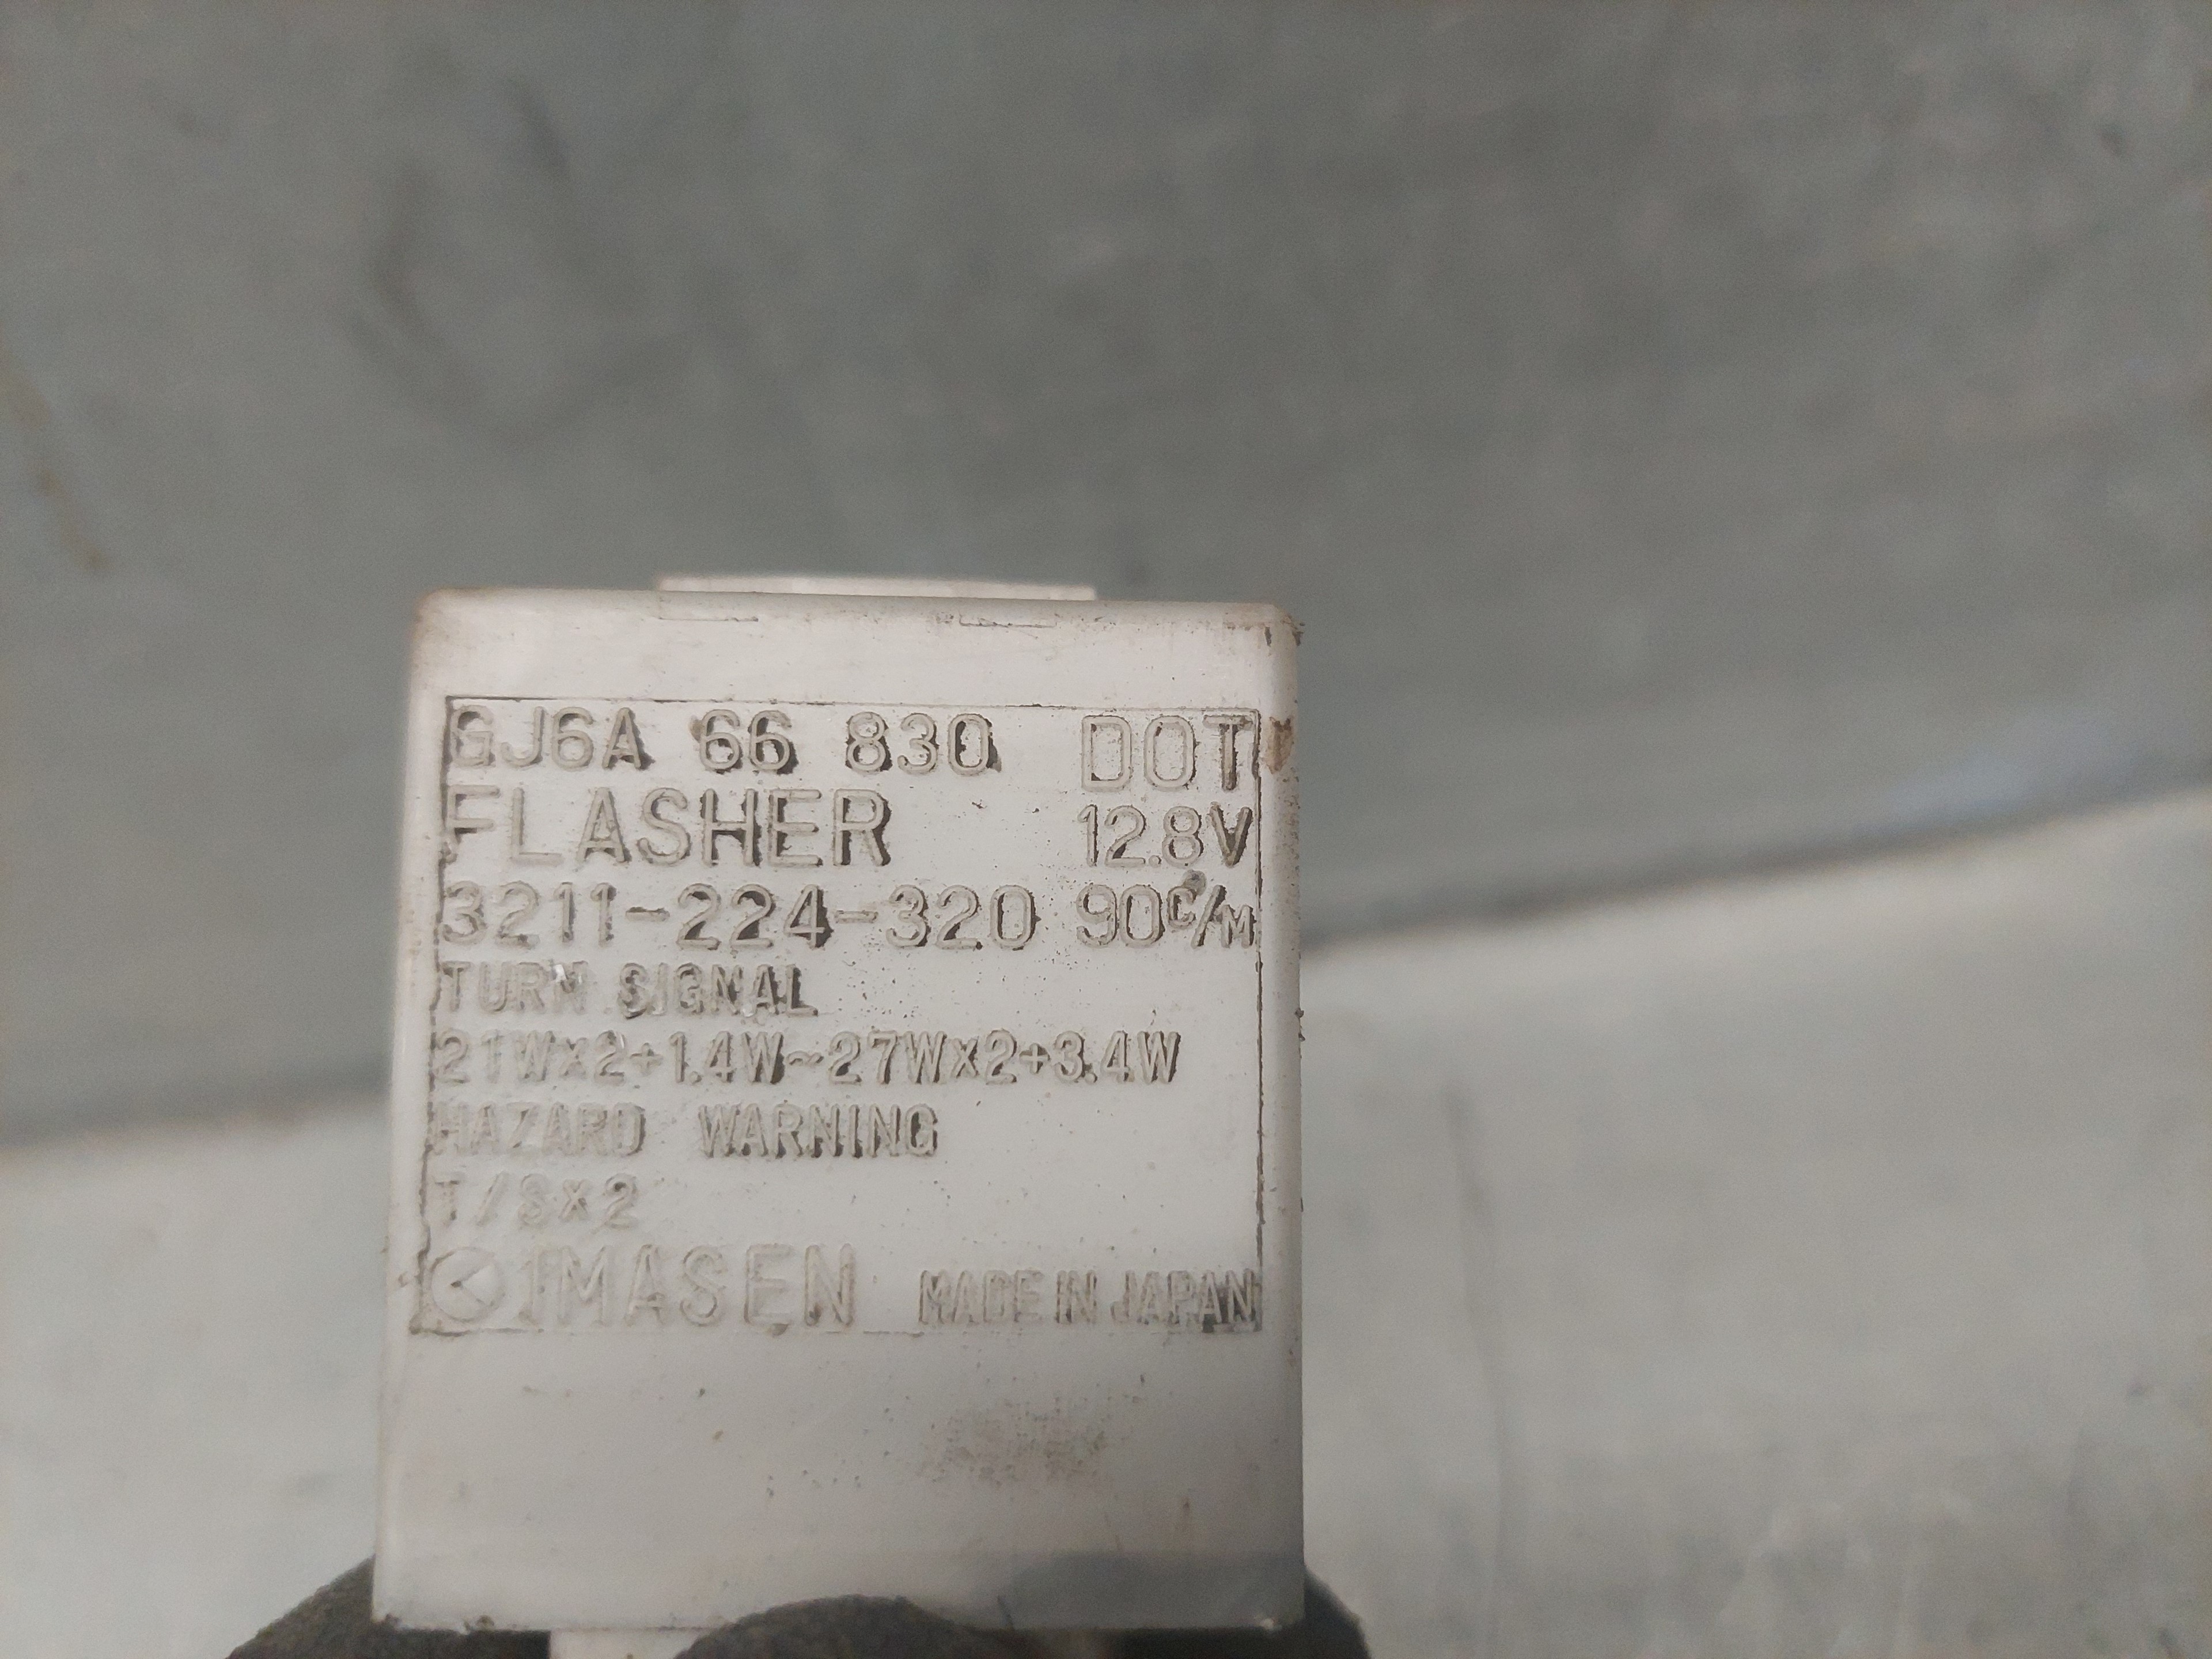 GJ6A 66 830 DOT
FLASHER 12.8V
3211-224-320 90C/M
TURN SIGNAL
21W×2+1.4W~27W×2+3.4W
HAZARD WARNING
T/S×2
IMASEN MADE IN JAPAN